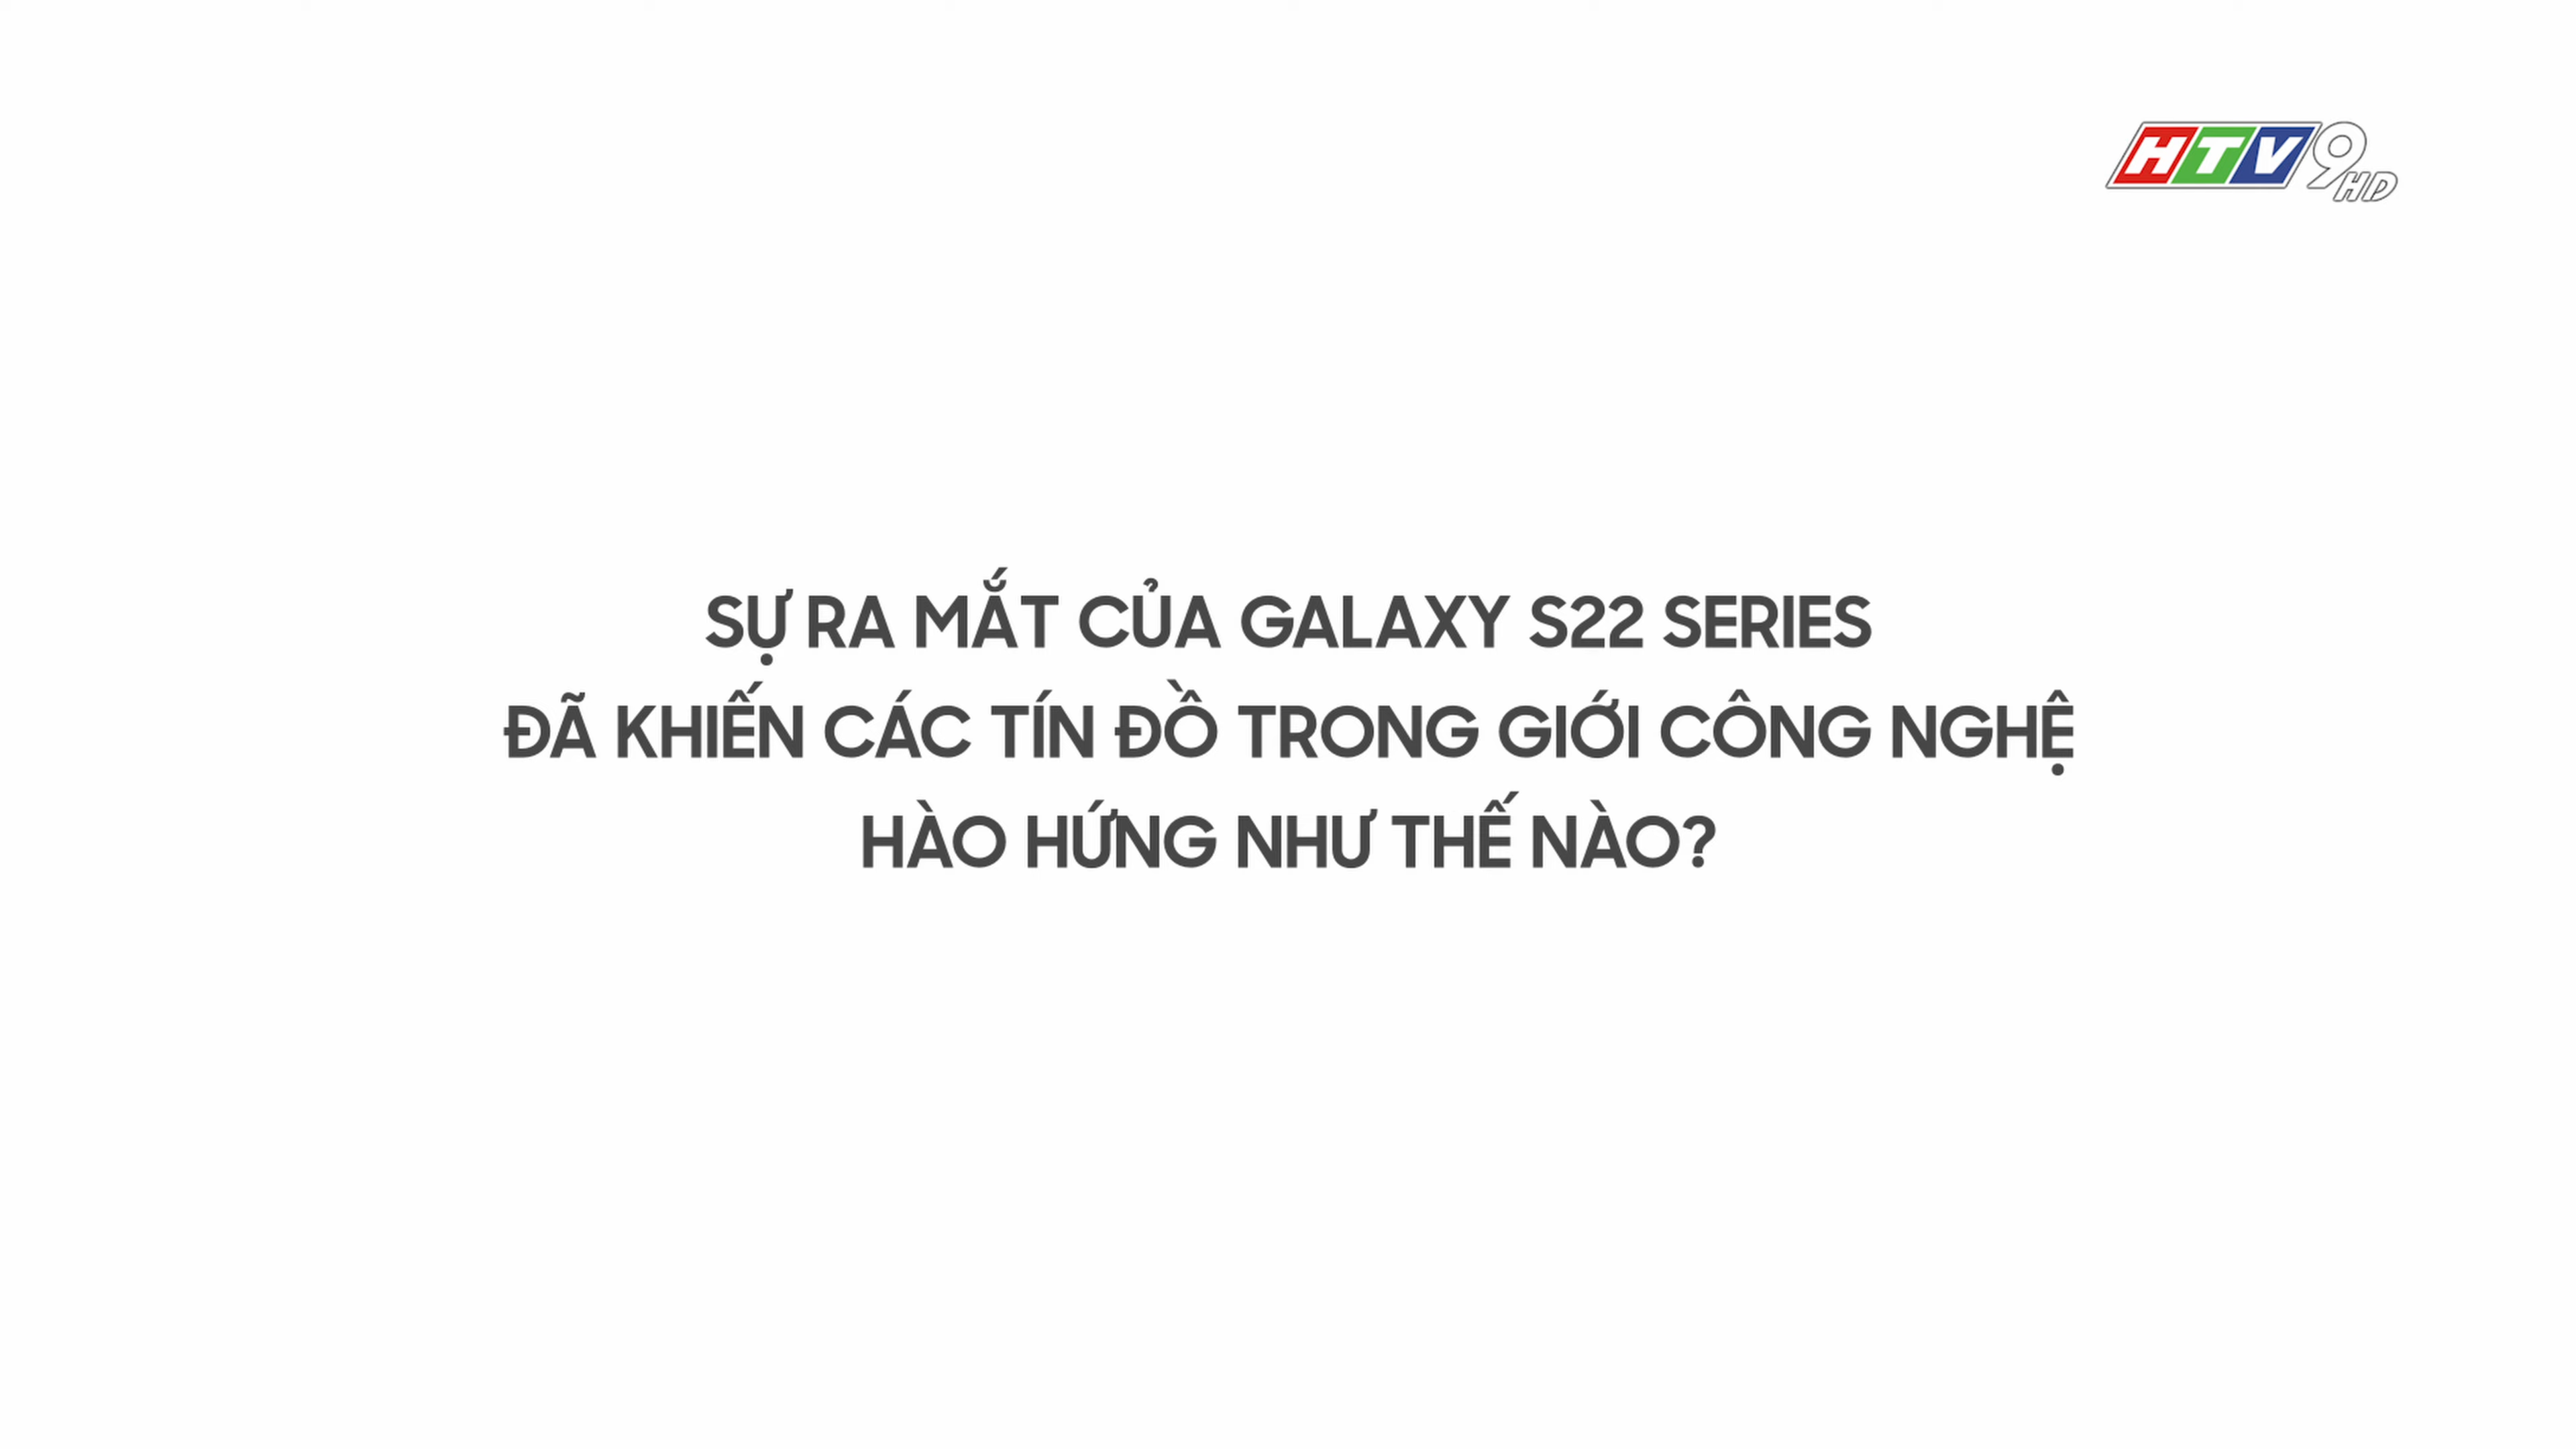 HTV9 HD
SỰ RA MẮT CỦA GALAXY S22 SERIES
ĐÃ KHIẾN CÁC TÍN ĐỒ TRONG GIỚI CÔNG NGHỆ
HÀO HỨNG NHƯ THẾ NÀO?